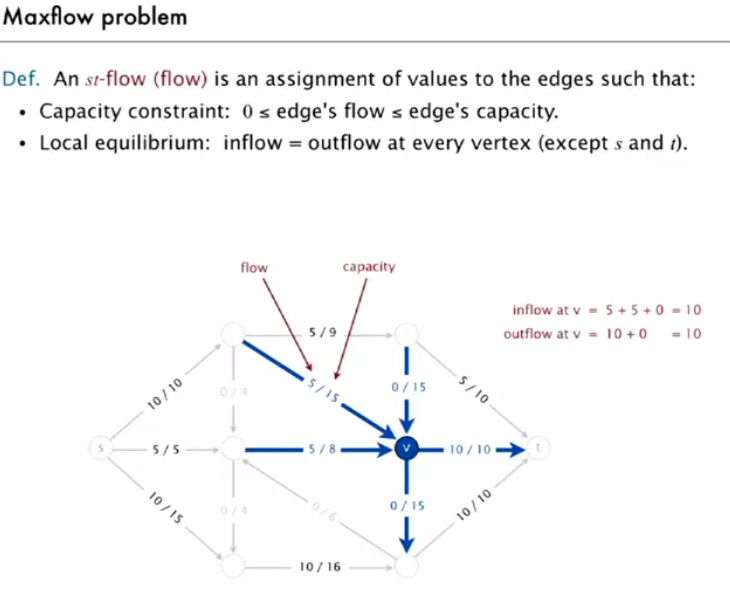 Maxflow problem
Def. An st-flow (flow) is an assignment of values to the edges such that:
• Capacity constraint: 0 ≤ edge's flow ≤ edge's capacity.
• Local equilibrium: inflow = outflow at every vertex (except s and t).
flow
capacity
inflow at v = 5 + 5 + 0 = 10
outflow at v = 10 + 0 = 10
5 / 9
10 / 10
0 / 4
5 / 15
0 / 15
5 / 10
s
5 / 5
5 / 8
v
10 / 10
t
10 / 15
0 / 4
0 / 6
0 / 15
10 / 10
10 / 16